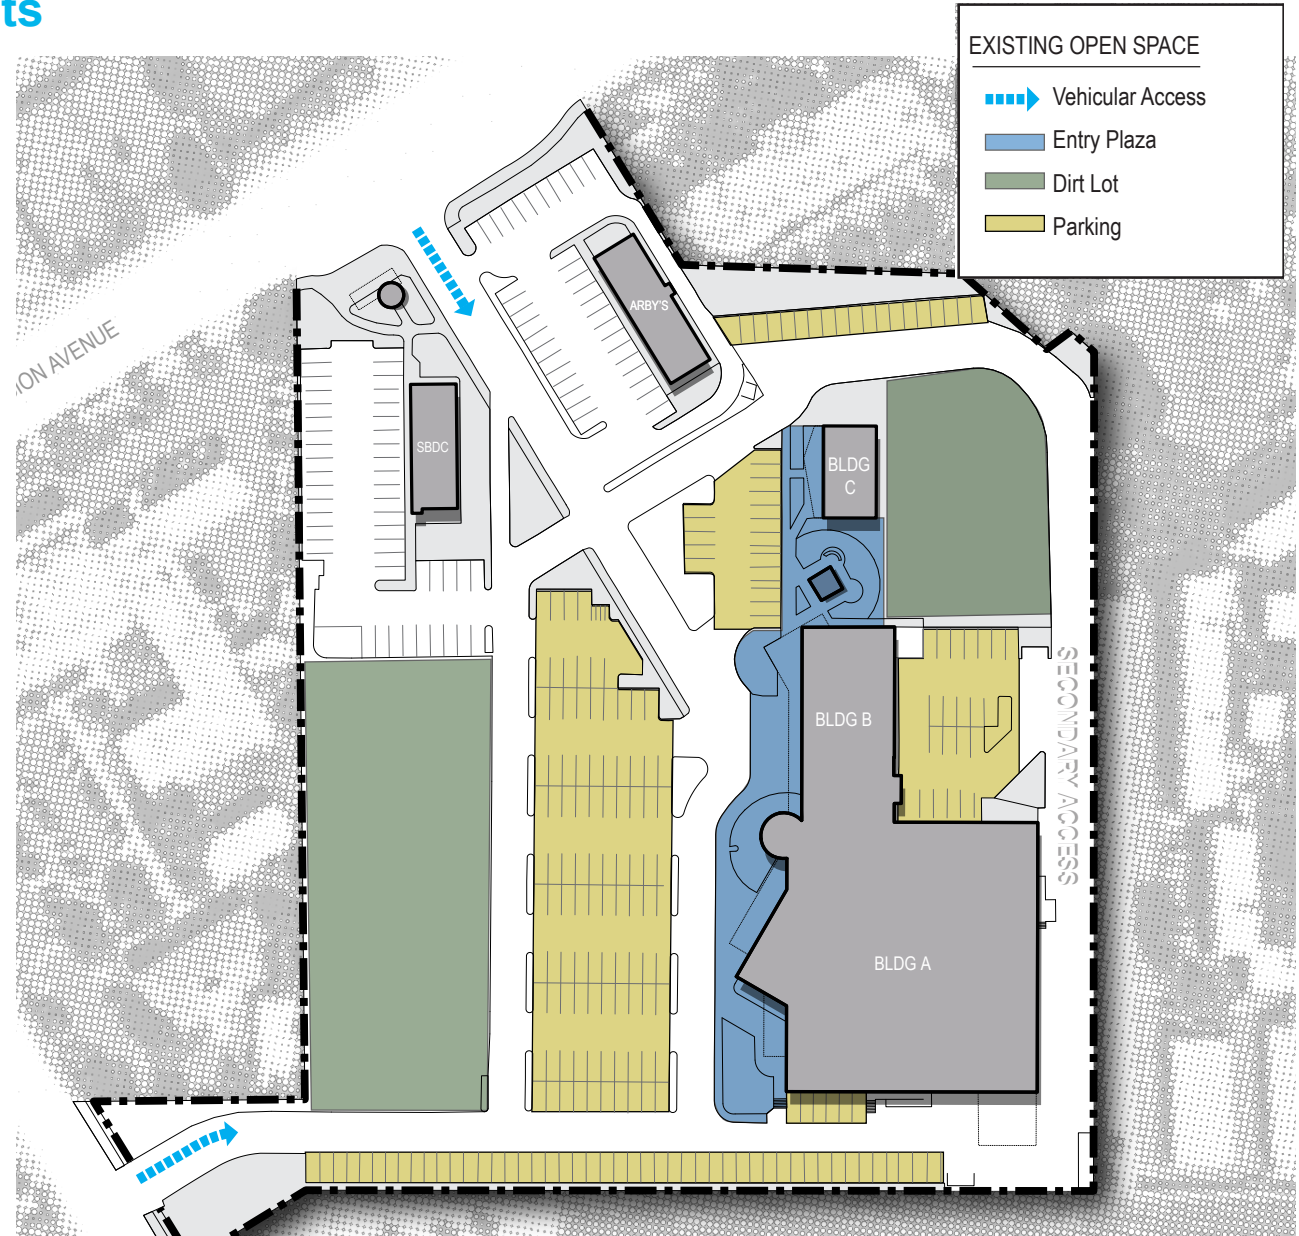 ts
EXISTING OPEN SPACE
Vehicular Access
Entry Plaza
Dirt Lot
Parking
ION AVENUE
ARBY'S
SBDC
BLDG
C
BLDG B
SECONDARY ACCESS
BLDG A